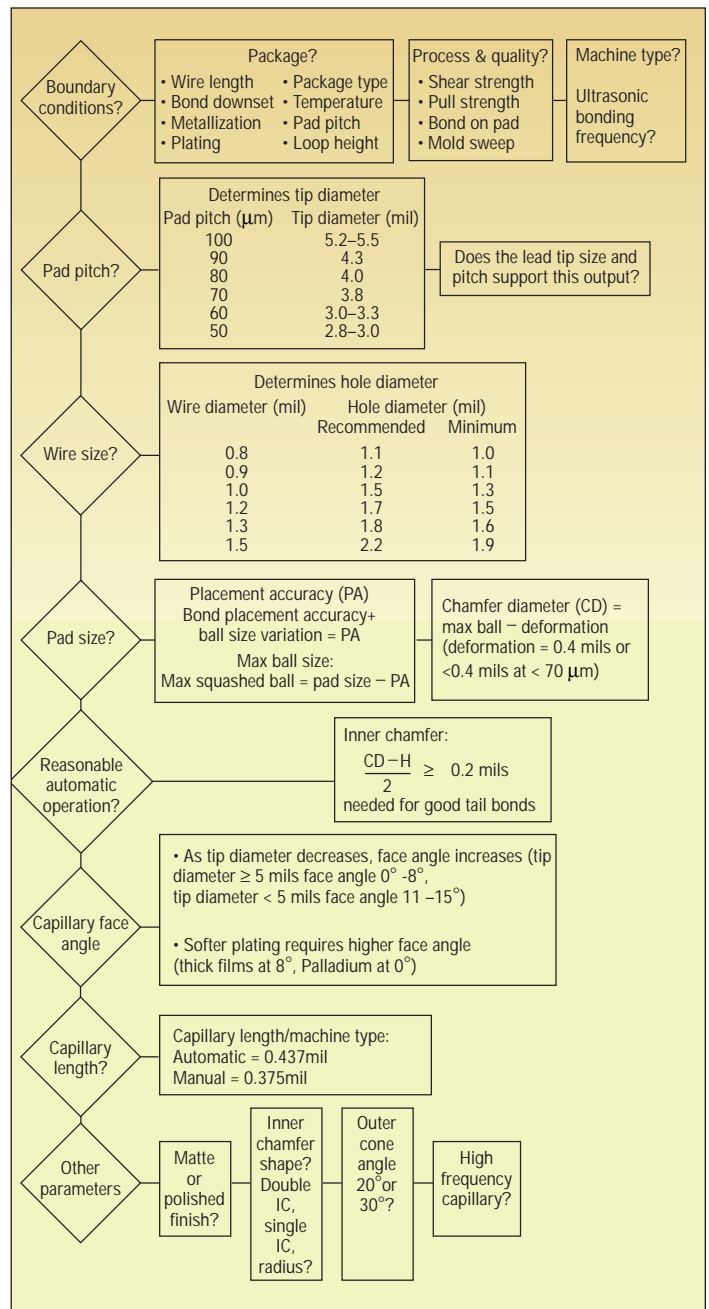 Boundary
conditions?
Package?
• Wire length
• Bond downset
• Metallization
• Plating
• Package type
• Temperature
• Pad pitch
• Loop height
Process & quality?
• Shear strength
• Pull strength
• Bond on pad
• Mold sweep
Machine type?
Ultrasonic
bonding
frequency?
Pad pitch?
Determines tip diameter
Pad pitch (μm) Tip diameter (mil)
100 5.2–5.5
90 4.3
80 4.0
70 3.8
60 3.0–3.3
50 2.8–3.0
Does the lead tip size and
pitch support this output?
Wire size?
Determines hole diameter
Wire diameter (mil) Hole diameter (mil)
Recommended Minimum
0.8 1.1 1.0
0.9 1.2 1.1
1.0 1.5 1.3
1.2 1.7 1.5
1.3 1.8 1.6
1.5 2.2 1.9
Pad size?
Placement accuracy (PA)
Bond placement accuracy+
ball size variation = PA
Max ball size:
Max squashed ball = pad size − PA
Chamfer diameter (CD) =
max ball − deformation
(deformation = 0.4 mils or
<0.4 mils at < 70 μm)
Reasonable
automatic
operation?
Inner chamfer:
CD−H
2
≥ 0.2 mils
needed for good tail bonds
Capillary face
angle
• As tip diameter decreases, face angle increases (tip
diameter ≥ 5 mils face angle 0° -8°,
tip diameter < 5 mils face angle 11 –15°)
• Softer plating requires higher face angle
(thick films at 8°, Palladium at 0°)
Capillary
length?
Capillary length/machine type:
Automatic = 0.437mil
Manual = 0.375mil
Other
parameters
Matte
or
polished
finish?
Inner
chamfer
shape?
Double
IC,
single
IC,
radius?
Outer
cone
angle
20°or
30°?
High
frequency
capillary?